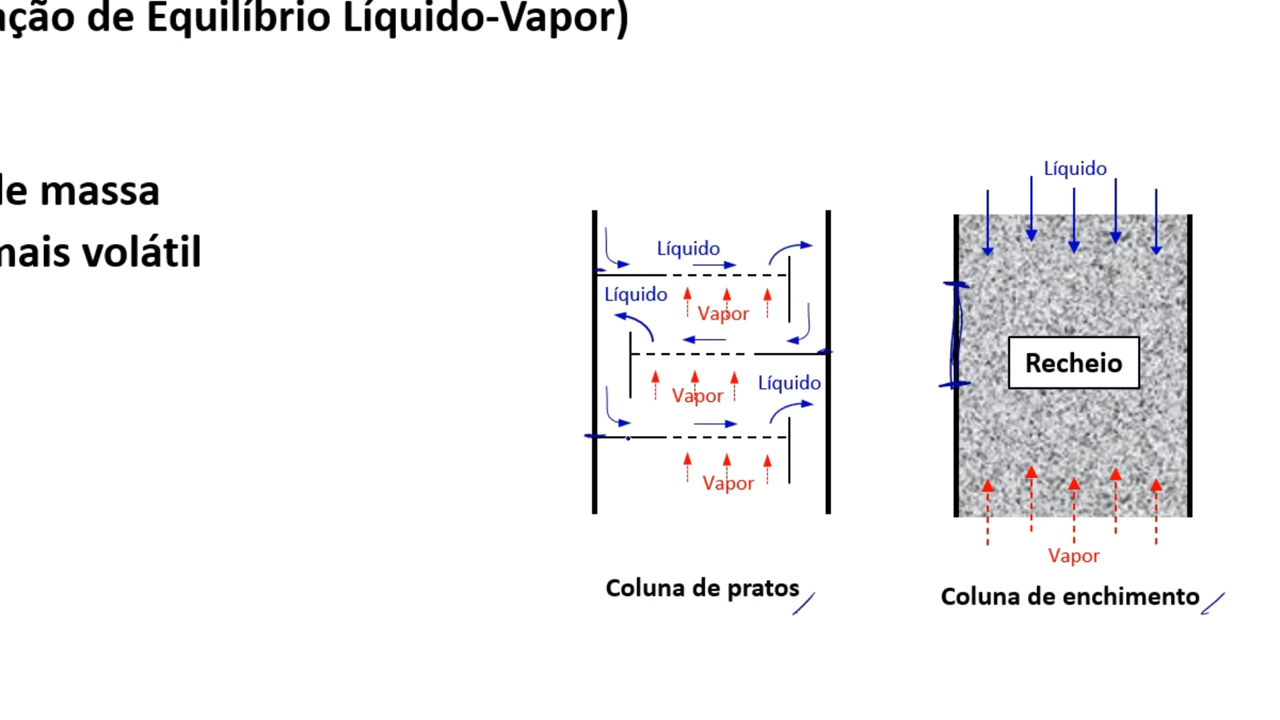 ação de Equilíbrio Líquido-Vapor)
de massa
mais volátil
Líquido
Líquido
Vapor
Líquido
Vapor
Vapor
Coluna de pratos
Líquido
Recheio
Vapor
Coluna de enchimento